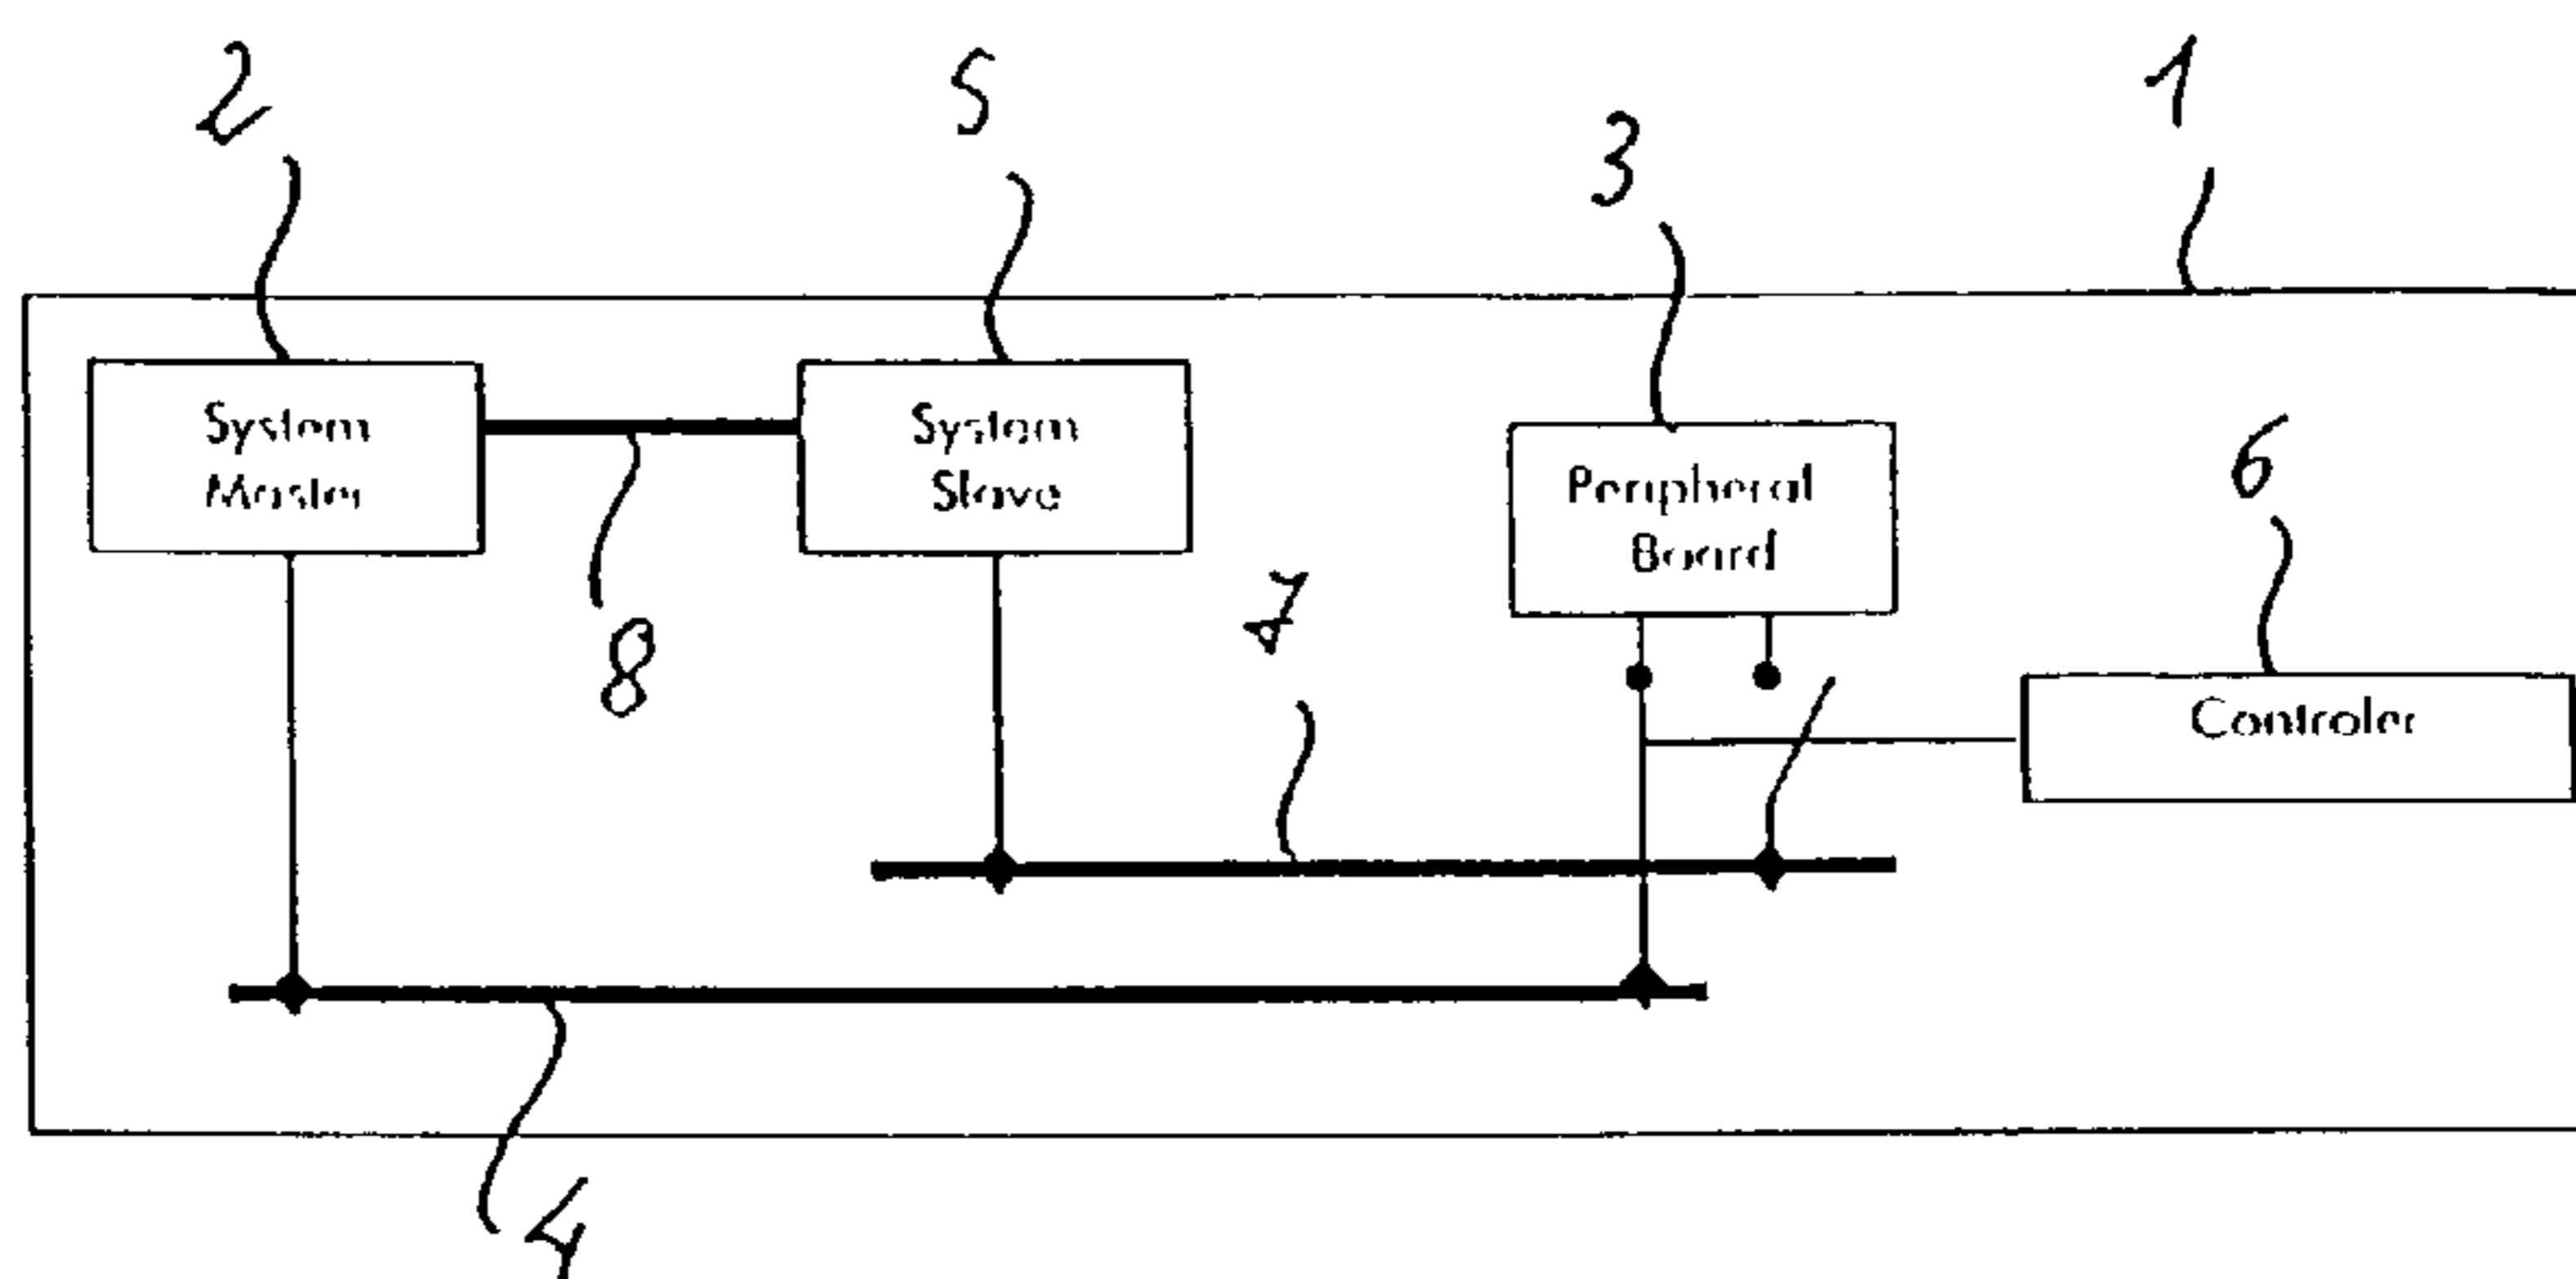 2
5
3
1
System
Master
System
Slave
Peripheral
Board
6
8
7
Controler
4